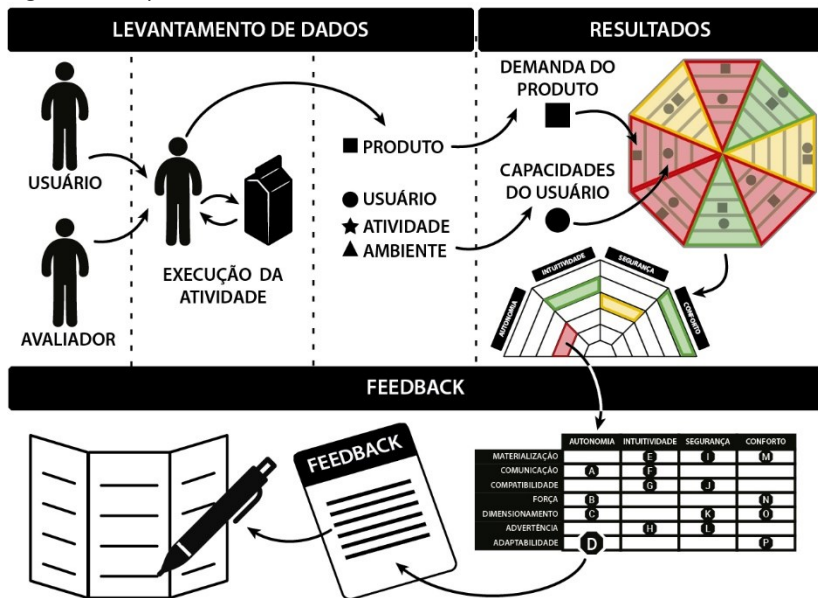 LEVANTAMENTO DE DADOS
RESULTADOS
USUÁRIO
AVALIADOR
EXECUÇÃO DA
ATIVIDADE
PRODUTO
USUÁRIO
ATIVIDADE
AMBIENTE
DEMANDA DO
PRODUTO
CAPACIDADES
DO USUÁRIO
AUTONOMIA
INTUITIVIDADE
SEGURANÇA
CONFORTO
FEEDBACK
FEEDBACK
AUTONOMIA INTUITIVIDADE SEGURANÇA CONFORTO
MATERIALIZAÇÃO E I M
COMUNICAÇÃO A F
COMPATIBILIDADE G J
FORÇA B N
DIMENSIONAMENTO C K O
ADVERTÊNCIA H L
ADAPTABILIDADE D P